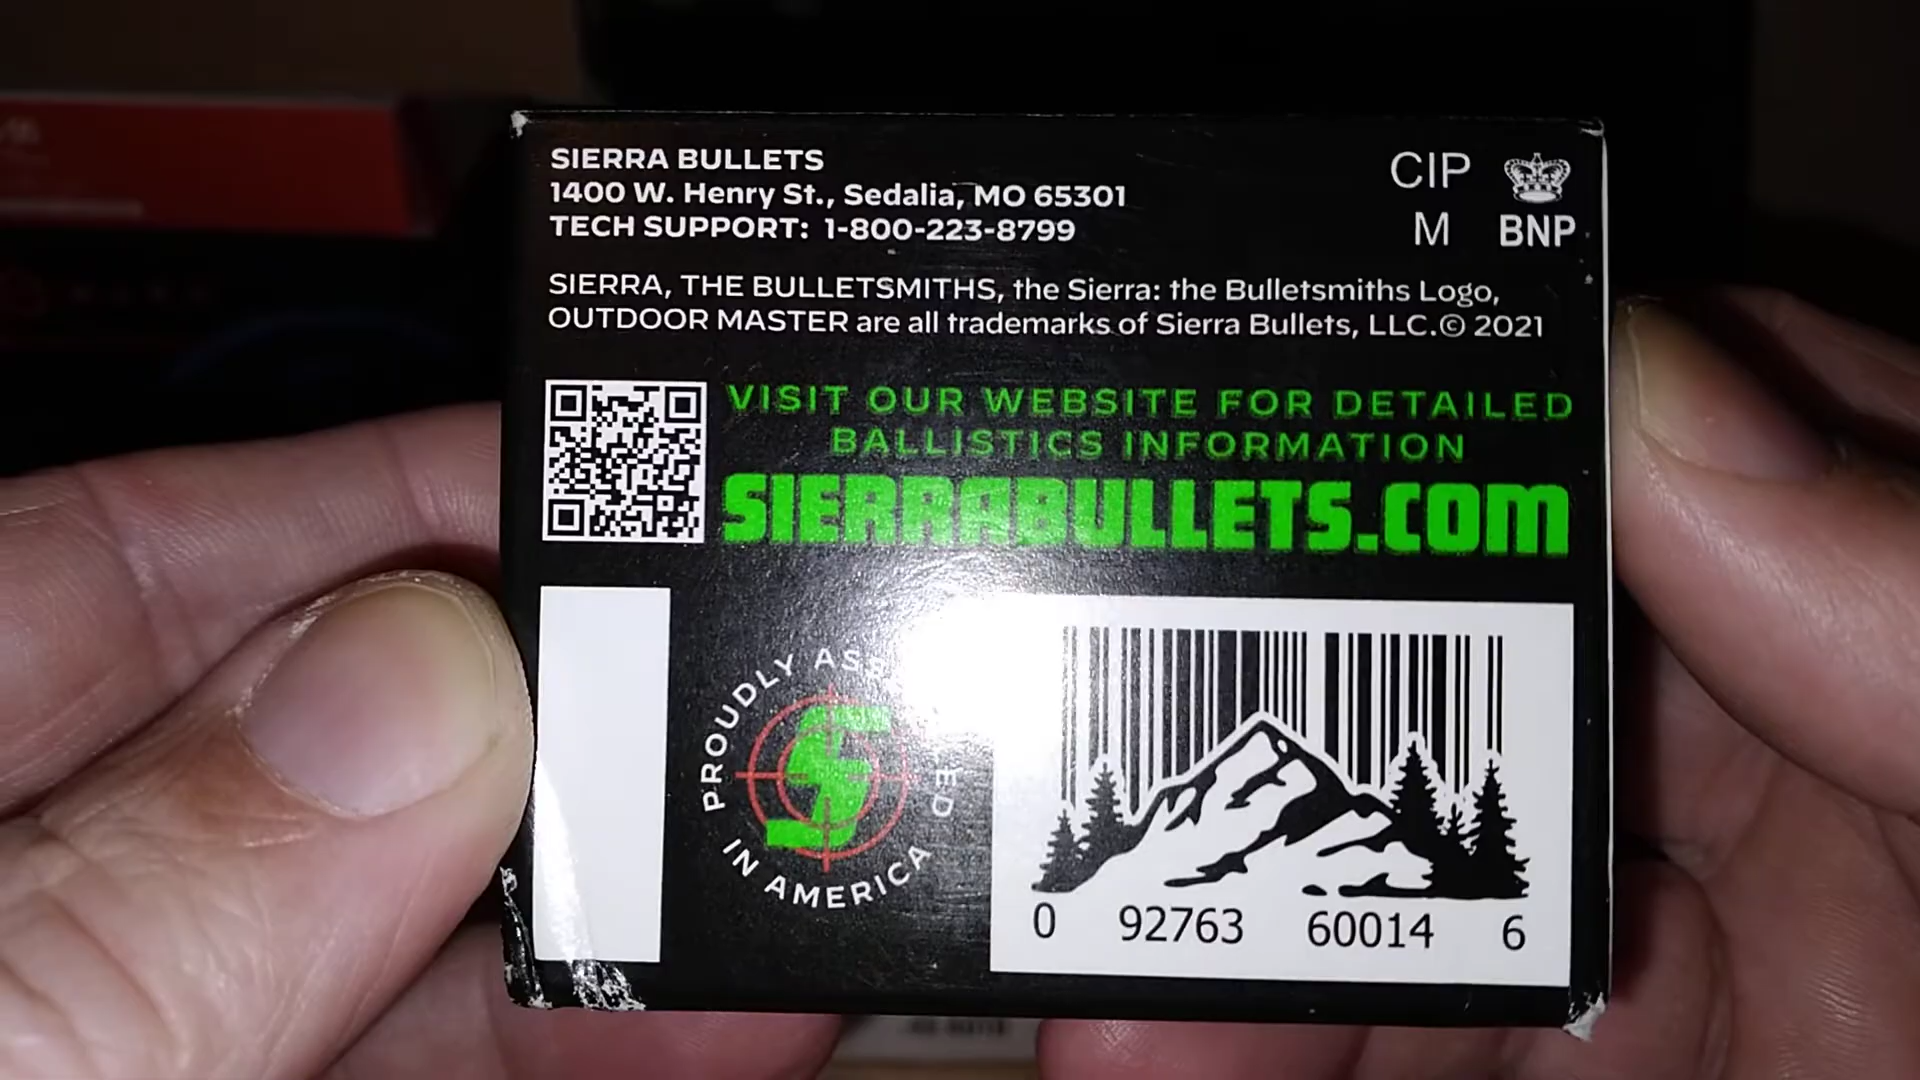 SIERRA BULLETS
1400 W. Henry St., Sedalia, MO 65301
TECH SUPPORT: 1-800-223-8799
CIP
M
BNP
SIERRA, THE BULLETSMITHS, the Sierra: the Bulletsmiths Logo,
OUTDOOR MASTER are all trademarks of Sierra Bullets, LLC.© 2021
VISIT OUR WEBSITE FOR DETAILED
BALLISTICS INFORMATION
SIERRABULLETS.COM
PROUDLY
IN AMERICA
S
0 92763 60014 6